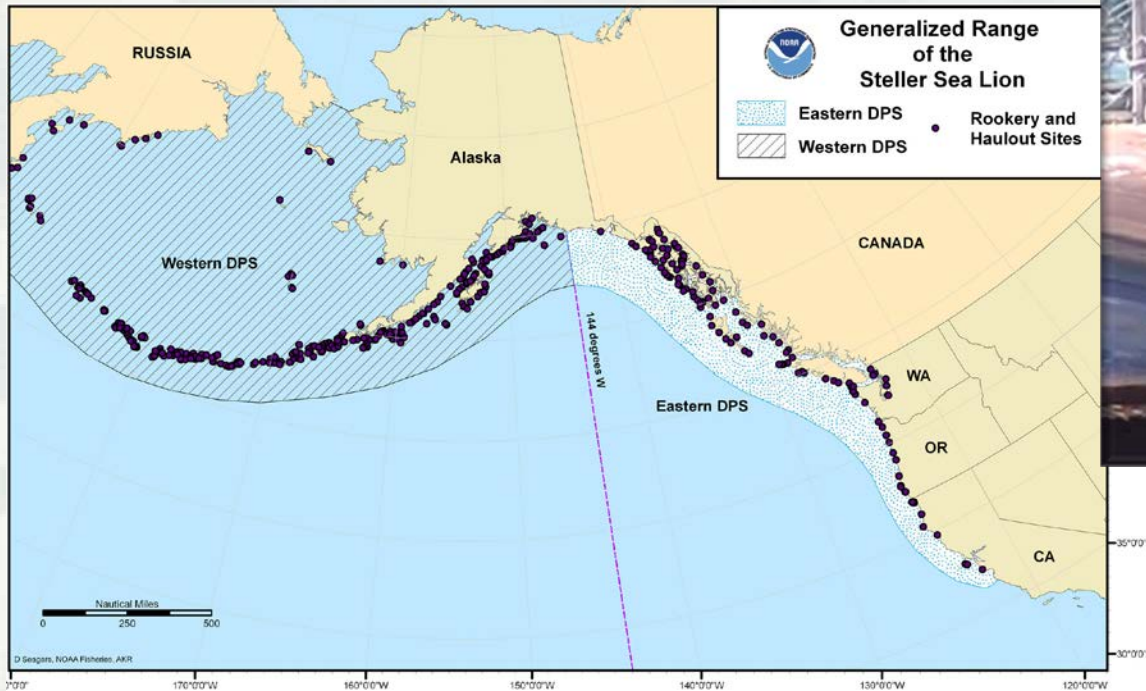 Generalized Range
of the
Steller Sea Lion
NOAA
Eastern DPS
Western DPS
Rookery and
Haulout Sites
RUSSIA
Alaska
CANADA
Western DPS
144 degrees W
Eastern DPS
WA
OR
CA
Nautical Miles
0 250 500
D Seagars, NOAA Fisheries, AKR
35°0'0"
30°0'0"
170°0'0"W 160°0'0"W 150°0'0"W 140°0'0"W 130°0'0"W 120°0'0"W